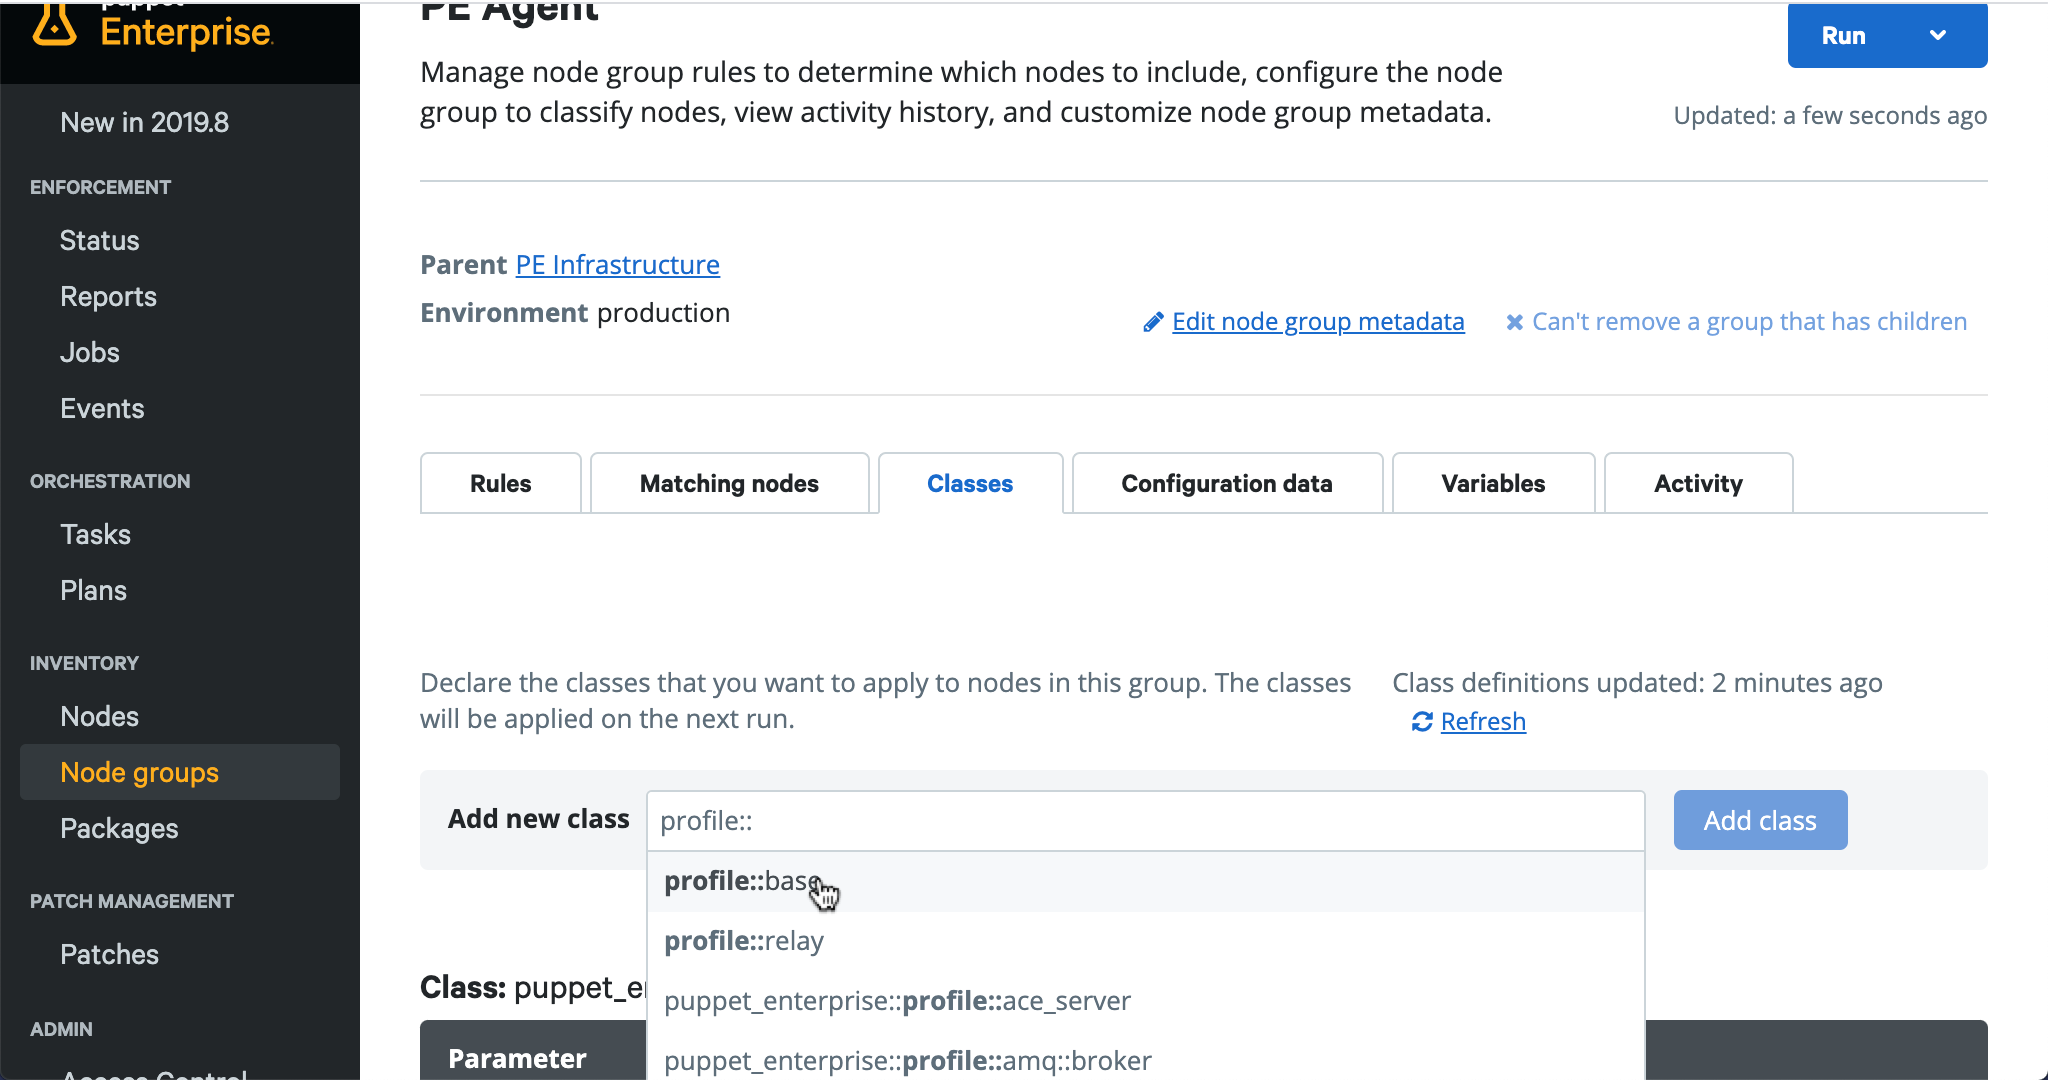 puppet
Enterprise.
New in 2019.8
ENFORCEMENT
Status
Reports
Jobs
Events
ORCHESTRATION
Tasks
Plans
INVENTORY
Nodes
Node groups
Packages
PATCH MANAGEMENT
Patches
ADMIN
Access Control
PE Agent
Manage node group rules to determine which nodes to include, configure the node
group to classify nodes, view activity history, and customize node group metadata.
Run
Updated: a few seconds ago
Parent PE Infrastructure
Environment production
Edit node group metadata
Can't remove a group that has children
Rules
Matching nodes
Classes
Configuration data
Variables
Activity
Declare the classes that you want to apply to nodes in this group. The classes
will be applied on the next run.
Class definitions updated: 2 minutes ago
Refresh
Add new class
profile::
Add class
profile::base
profile::relay
puppet_enterprise::profile::ace_server
puppet_enterprise::profile::amq::broker
Class: puppet_e
Parameter